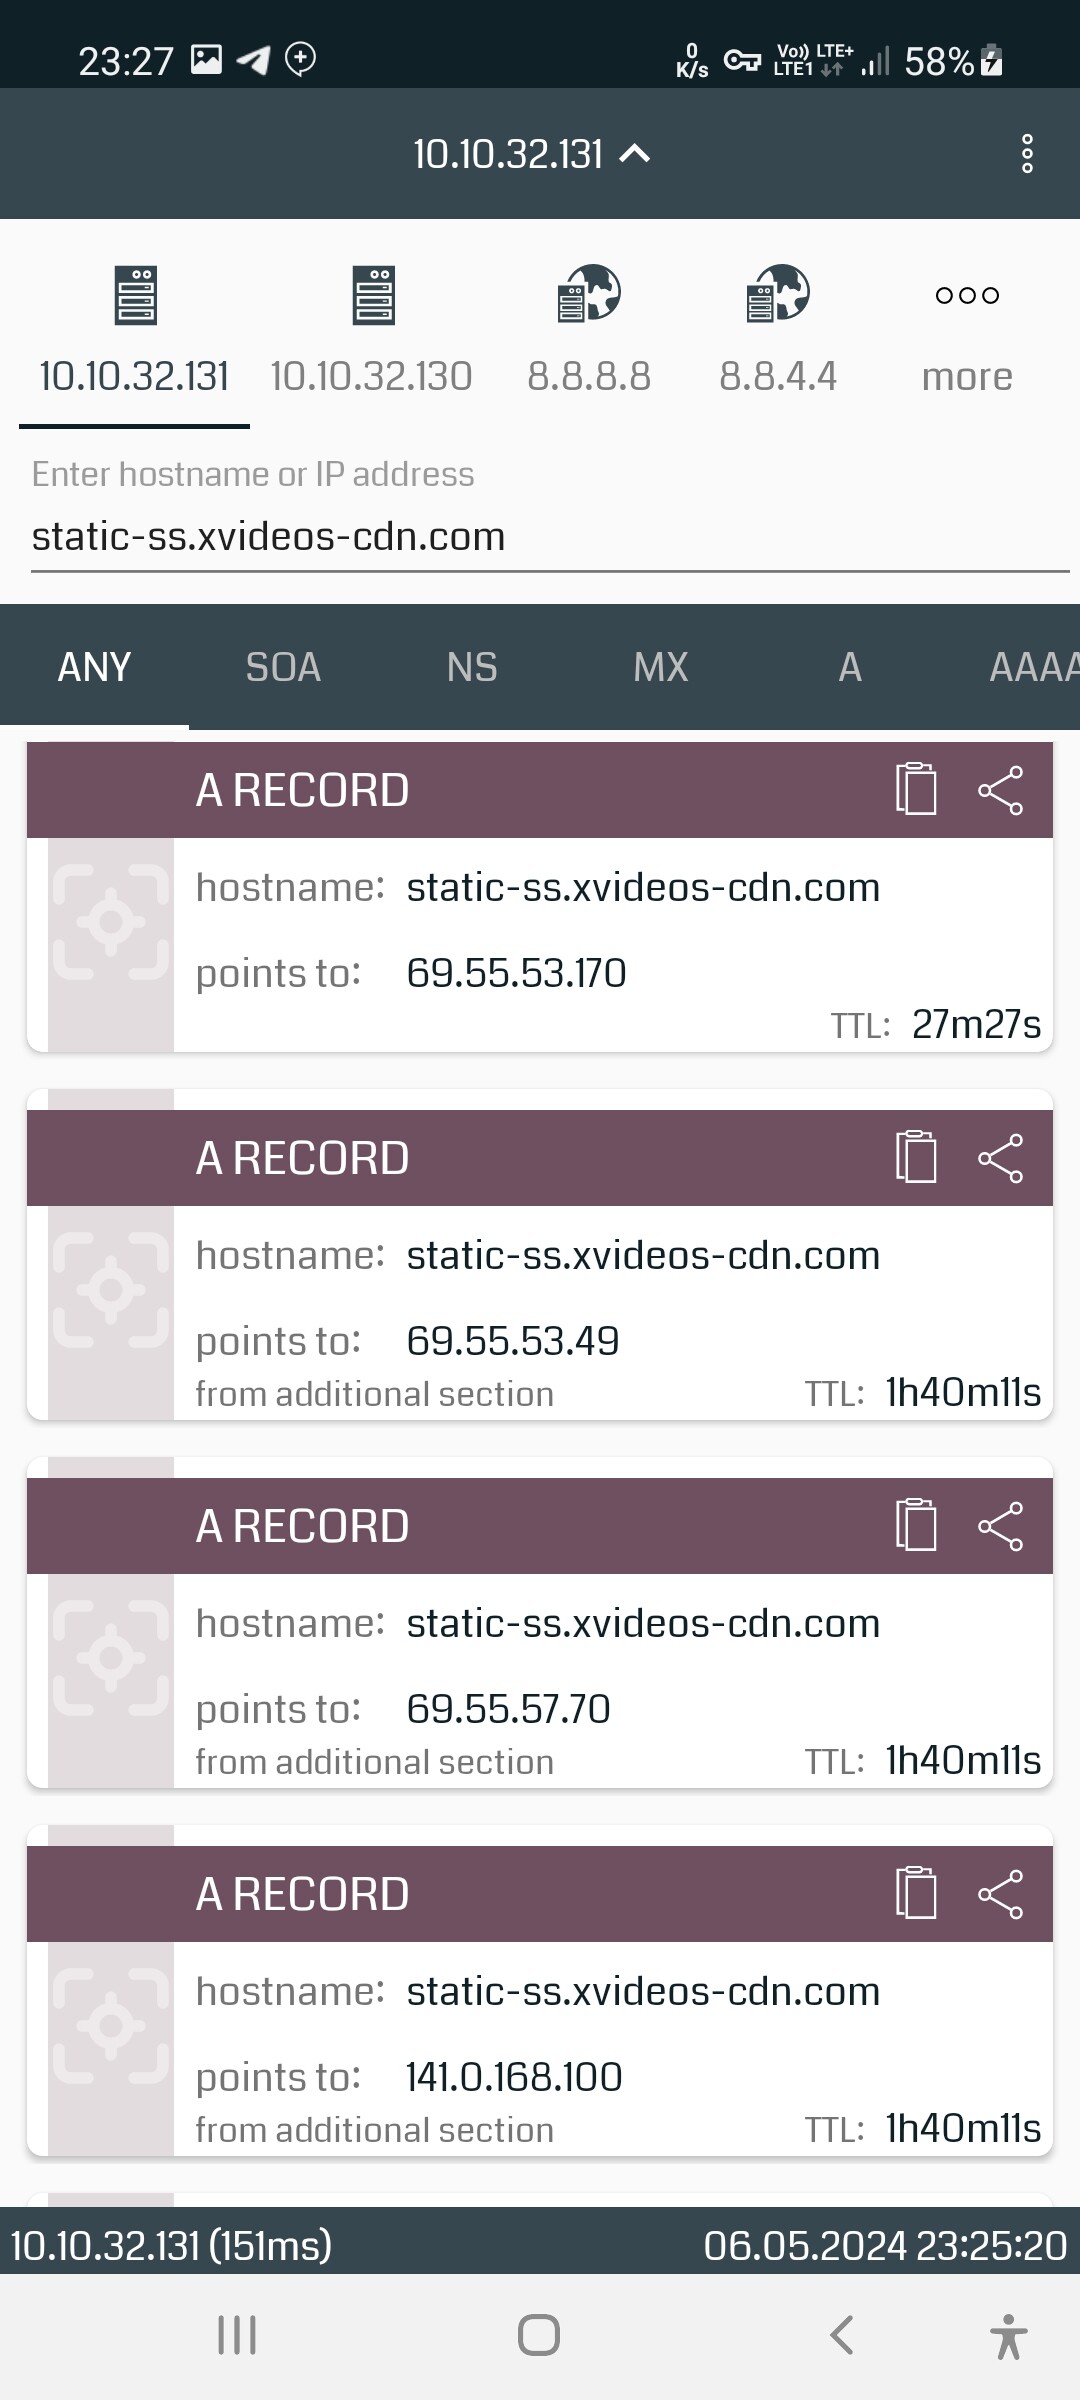 23:27
0 K/s Vo)) LTE1 LTE+ 58%
10.10.32.131
10.10.32.131 10.10.32.130 8.8.8.8 8.8.4.4 more
Enter hostname or IP address
static-ss.xvideos-cdn.com
ANY SOA NS MX A AAAA
A RECORD
hostname: static-ss.xvideos-cdn.com
points to: 69.55.53.170
TTL: 27m27s
A RECORD
hostname: static-ss.xvideos-cdn.com
points to: 69.55.53.49
from additional section TTL: 1h40m11s
A RECORD
hostname: static-ss.xvideos-cdn.com
points to: 69.55.57.70
from additional section TTL: 1h40m11s
A RECORD
hostname: static-ss.xvideos-cdn.com
points to: 141.0.168.100
from additional section TTL: 1h40m11s
10.10.32.131 (151ms) 06.05.2024 23:25:20